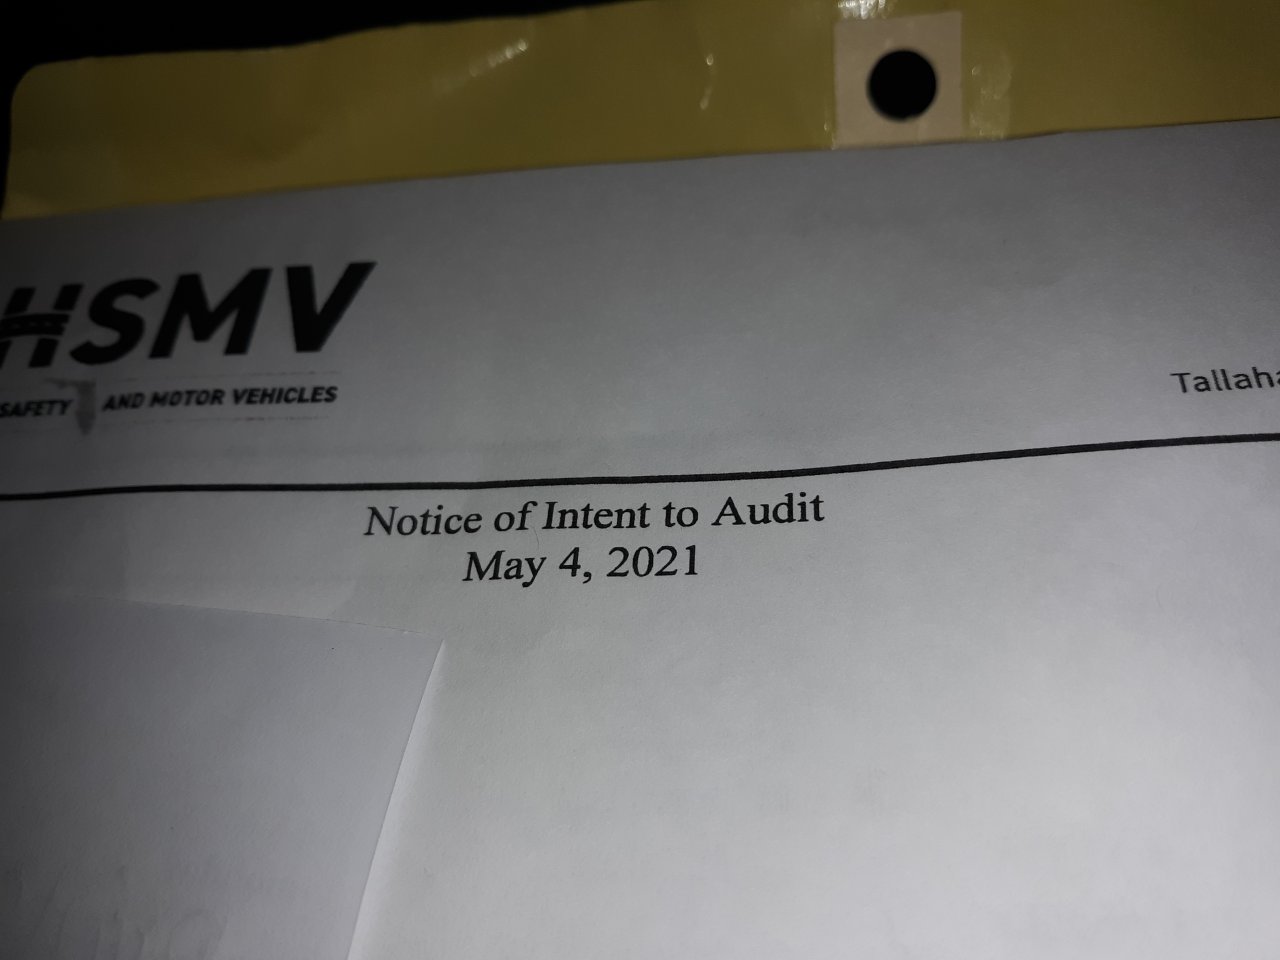 HSMV
SAFETY AND MOTOR VEHICLES
Tallaha
Notice of Intent to Audit
May 4, 2021